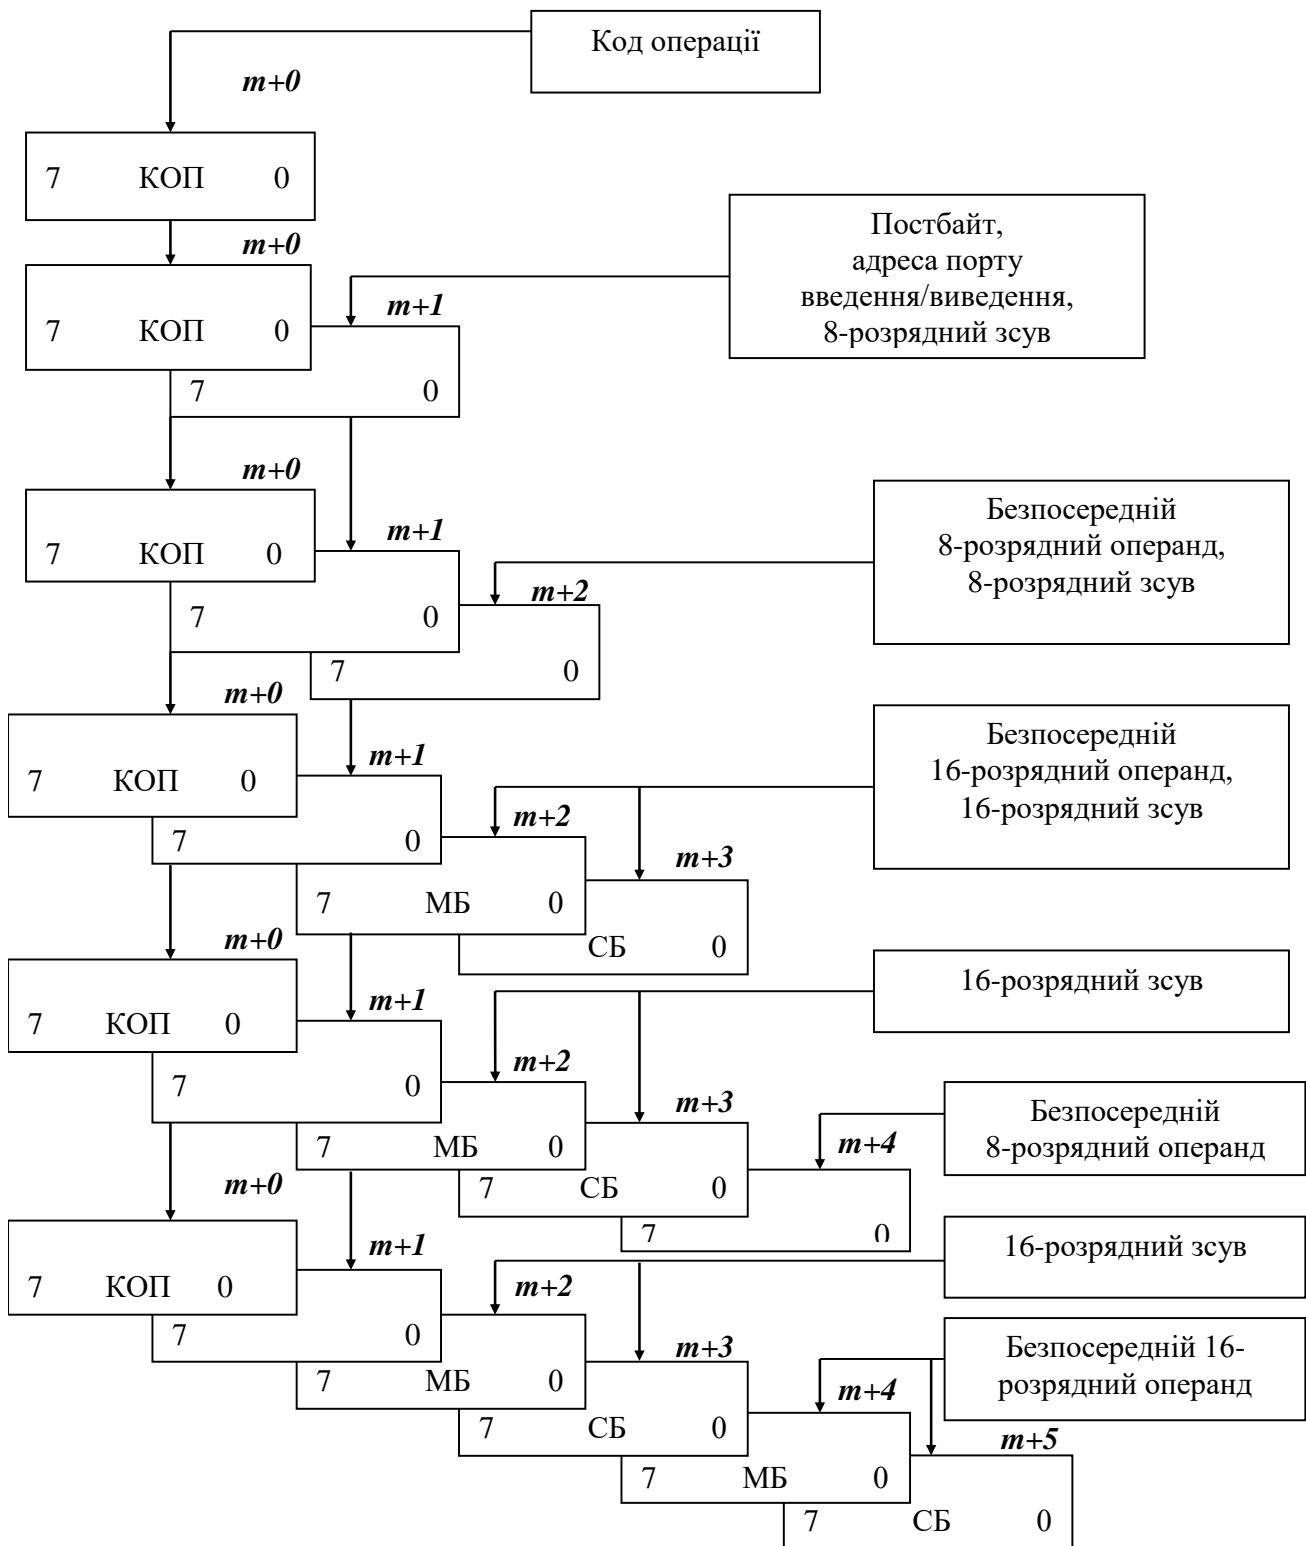 Код операції
m+0
7 КОП 0
m+0
Постбайт,
адреса порту
введення/виведення,
8-розрядний зсув
m+1
7 КОП 0
7 0
m+0
Безпосередній
8-розрядний операнд,
8-розрядний зсув
m+1
7 КОП 0
m+2
7 0
7 0
m+0
Безпосередній
16-розрядний операнд,
16-розрядний зсув
m+1
7 КОП 0
m+2
7 0
m+3
7 МБ 0
СБ 0
m+0
16-розрядний зсув
m+1
7 КОП 0
m+2
7 0
m+3
Безпосередній
8-розрядний операнд
7 МБ 0
m+4
7 СБ 0
7 0
m+0
16-розрядний зсув
m+1
7 КОП 0
m+2
7 0
m+3
Безпосередній 16-
розрядний операнд
7 МБ 0
m+4
7 СБ 0
m+5
7 МБ 0
7 СБ 0